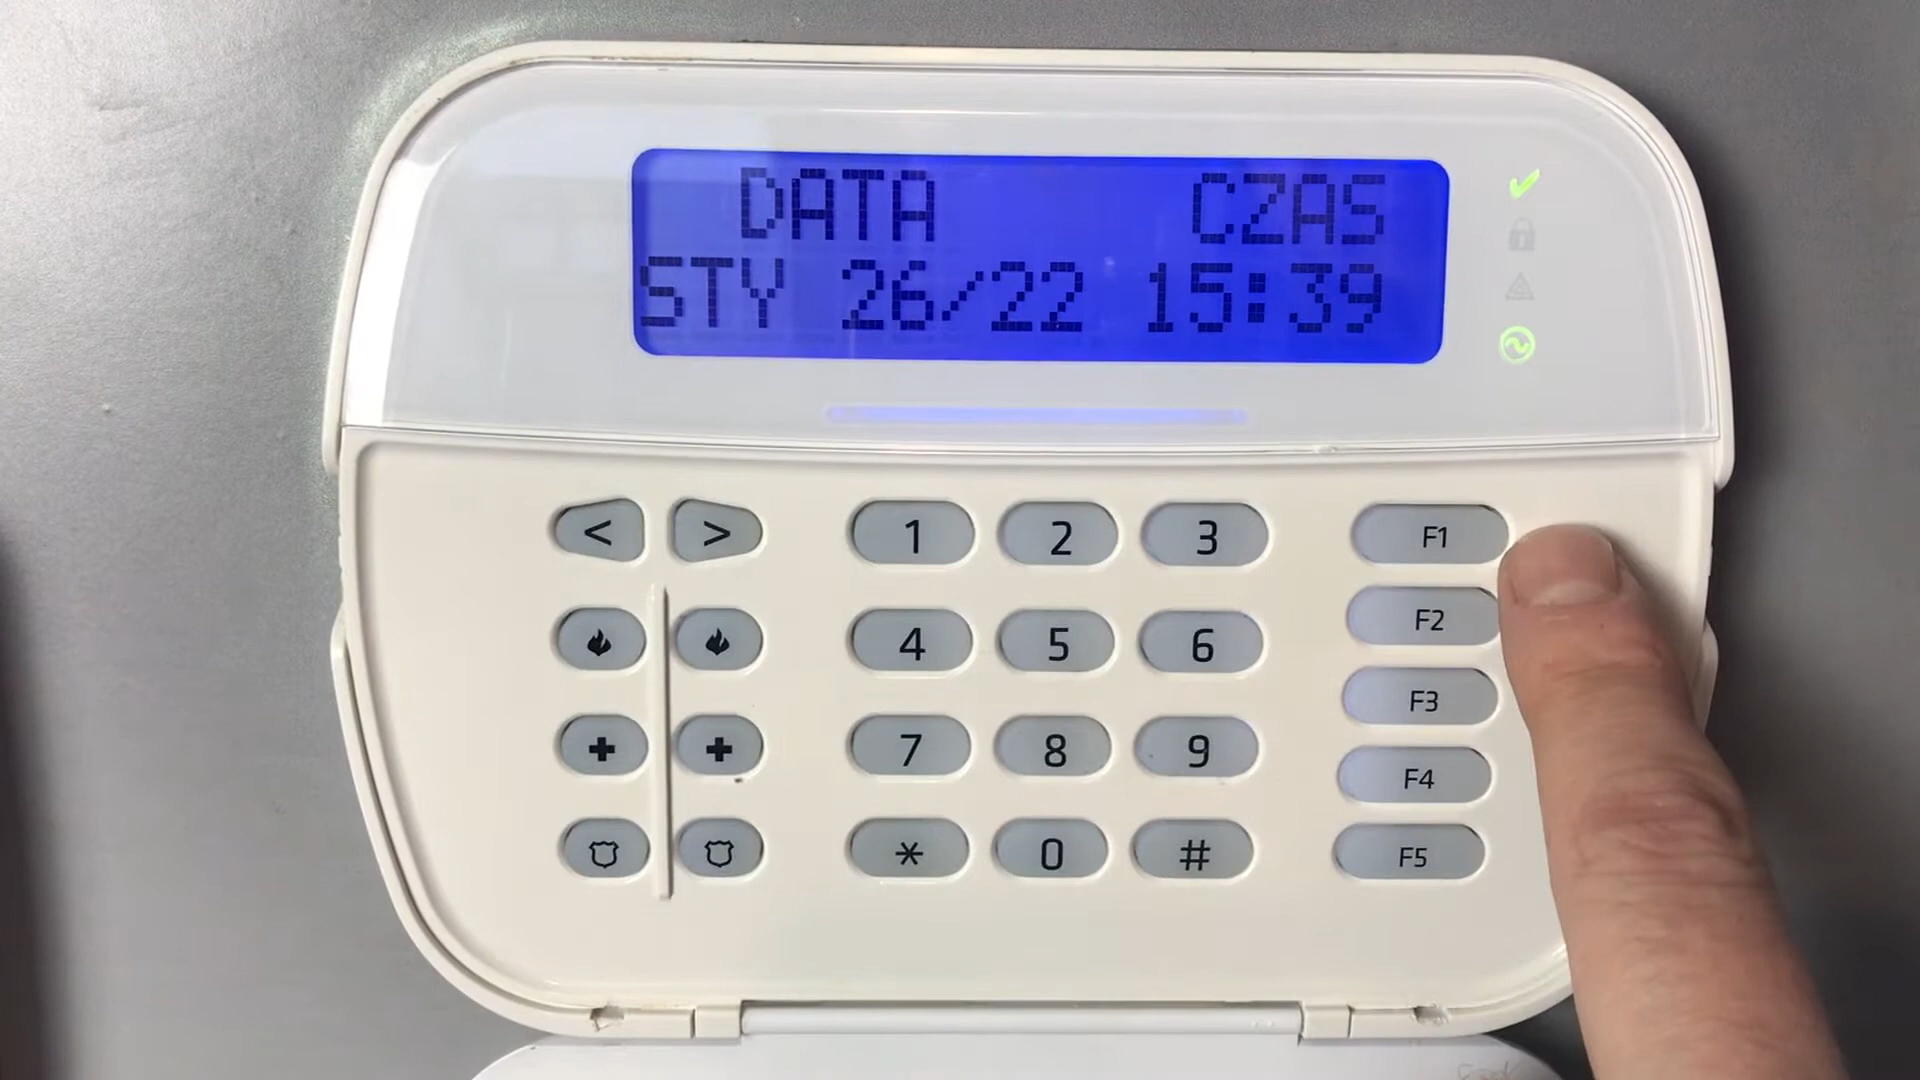 DATA CZAS
STY 26/22 15:39
< > 1 2 3 F1
F2
4 5 6
F3
7 8 9
F4
* 0 #
F5